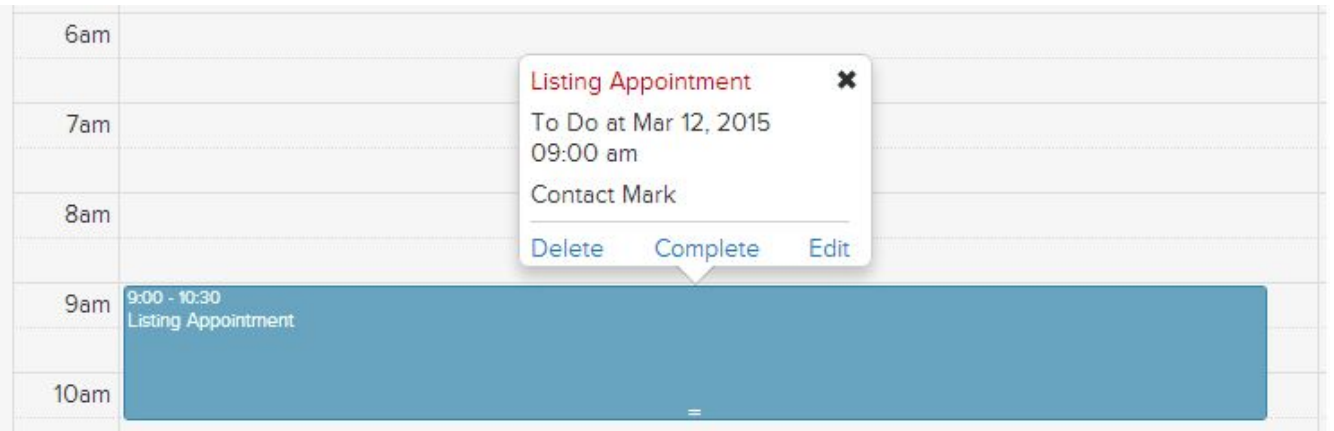 6am
Listing Appointment ✖
To Do at Mar 12, 2015
09:00 am
7am
Contact Mark
8am
Delete Complete Edit
9am
9:00 - 10:30
Listing Appointment
10am